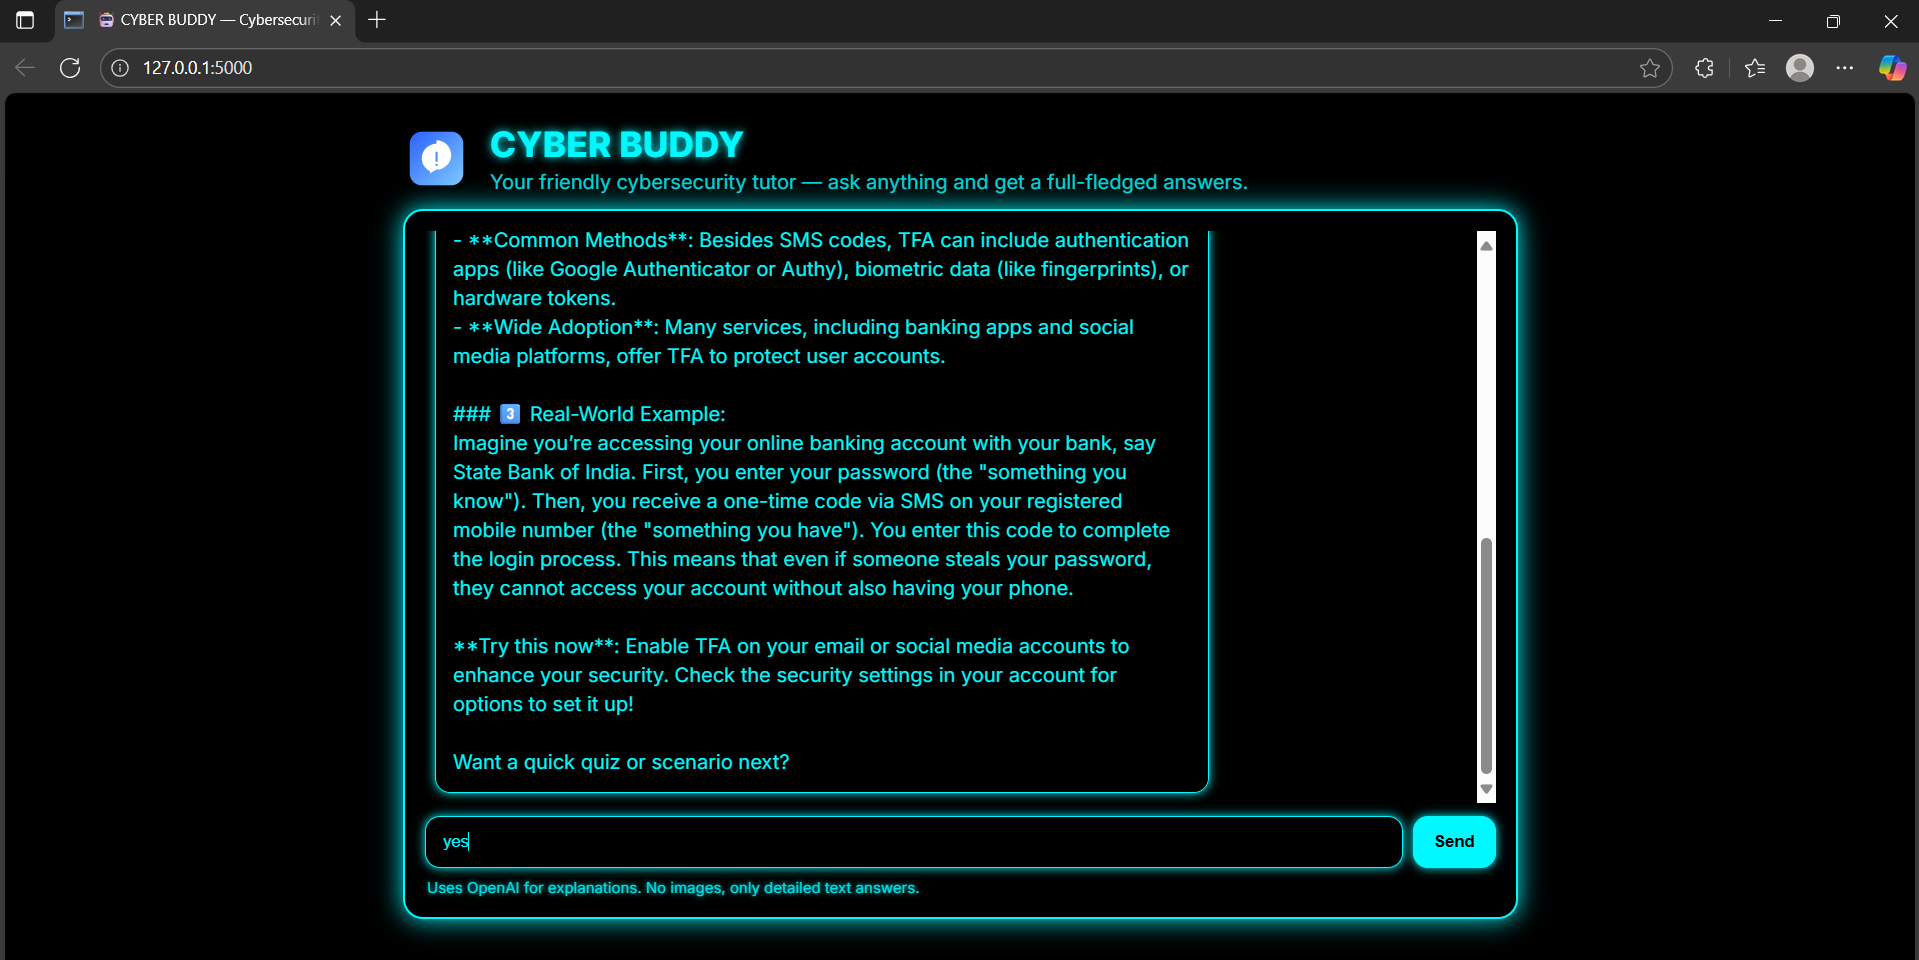 CYBER BUDDY — Cybersecuri
127.0.0.1:5000
CYBER BUDDY
Your friendly cybersecurity tutor — ask anything and get a full-fledged answers.
- **Common Methods**: Besides SMS codes, TFA can include authentication
apps (like Google Authenticator or Authy), biometric data (like fingerprints), or
hardware tokens.
- **Wide Adoption**: Many services, including banking apps and social
media platforms, offer TFA to protect user accounts.
### 3️⃣ Real-World Example:
Imagine you’re accessing your online banking account with your bank, say
State Bank of India. First, you enter your password (the "something you
know"). Then, you receive a one-time code via SMS on your registered
mobile number (the "something you have"). You enter this code to complete
the login process. This means that even if someone steals your password,
they cannot access your account without also having your phone.
**Try this now**: Enable TFA on your email or social media accounts to
enhance your security. Check the security settings in your account for
options to set it up!
Want a quick quiz or scenario next?
yes
Send
Uses OpenAI for explanations. No images, only detailed text answers.